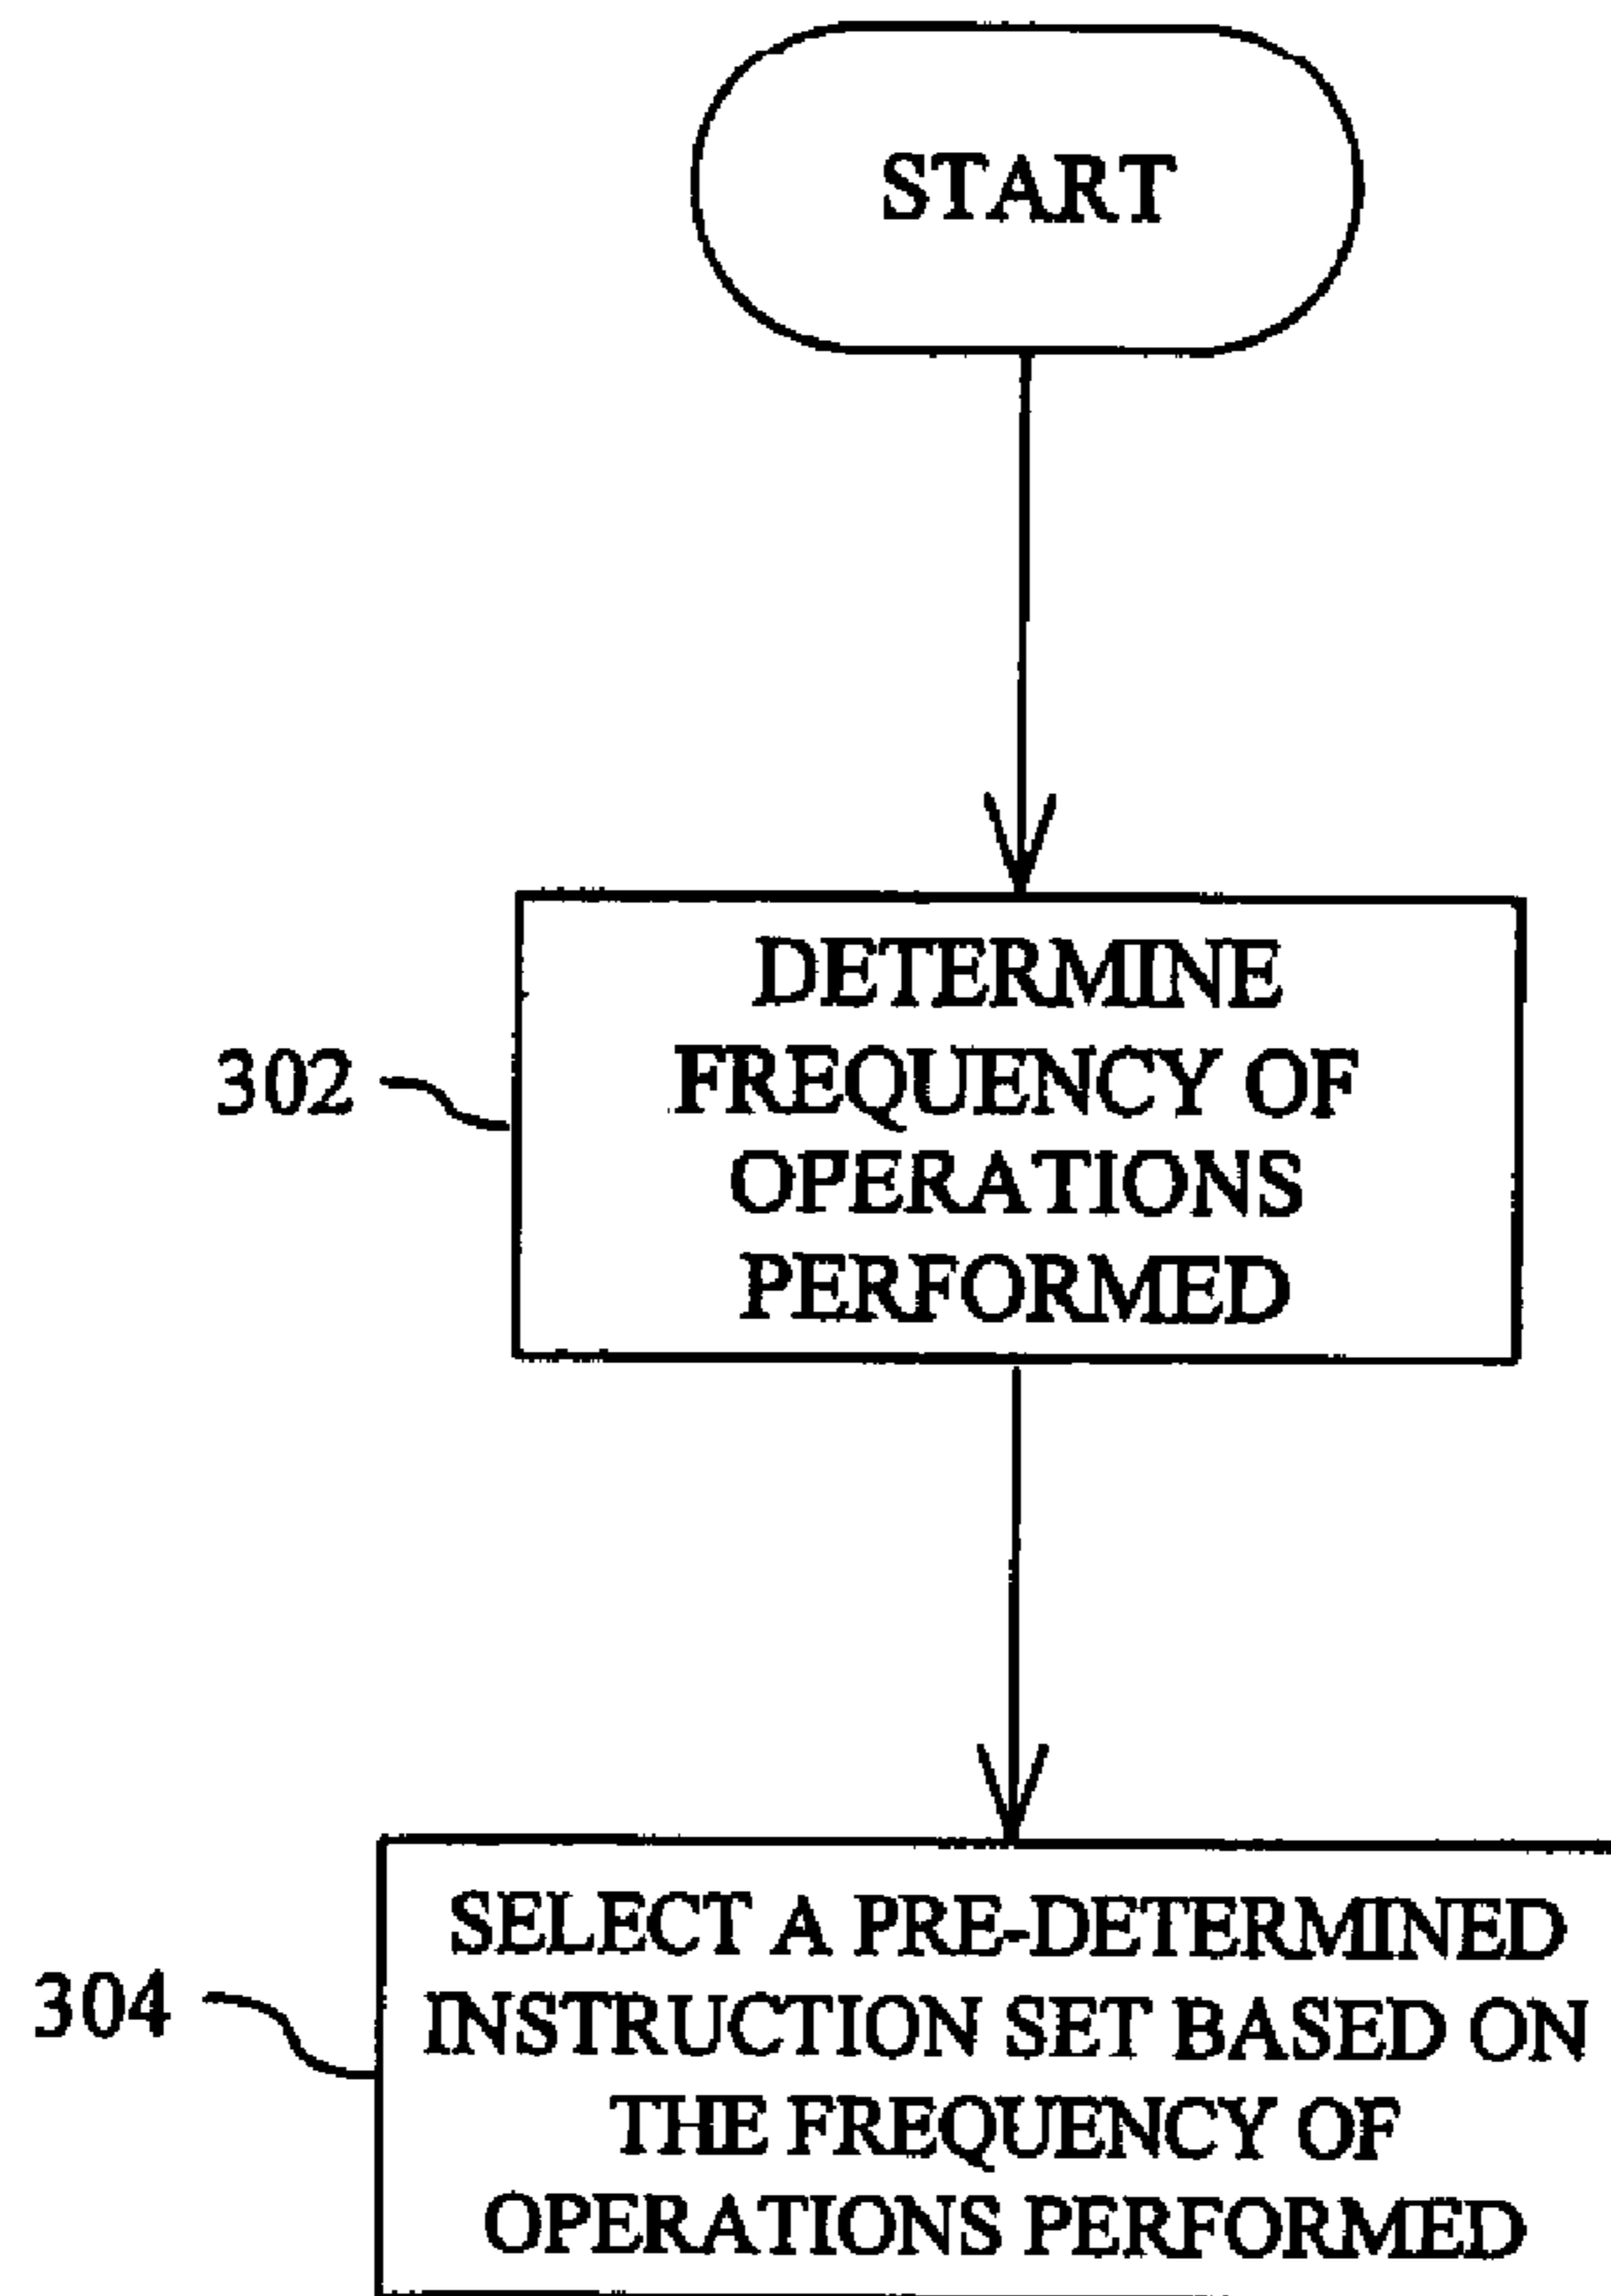 START
DETERMINE
FREQUENCY OF
OPERATIONS
PERFORMED
302
SELECT A PRE-DETERMINED
INSTRUCTION SET BASED ON
THE FREQUENCY OF
OPERATIONS PERFORMED
304